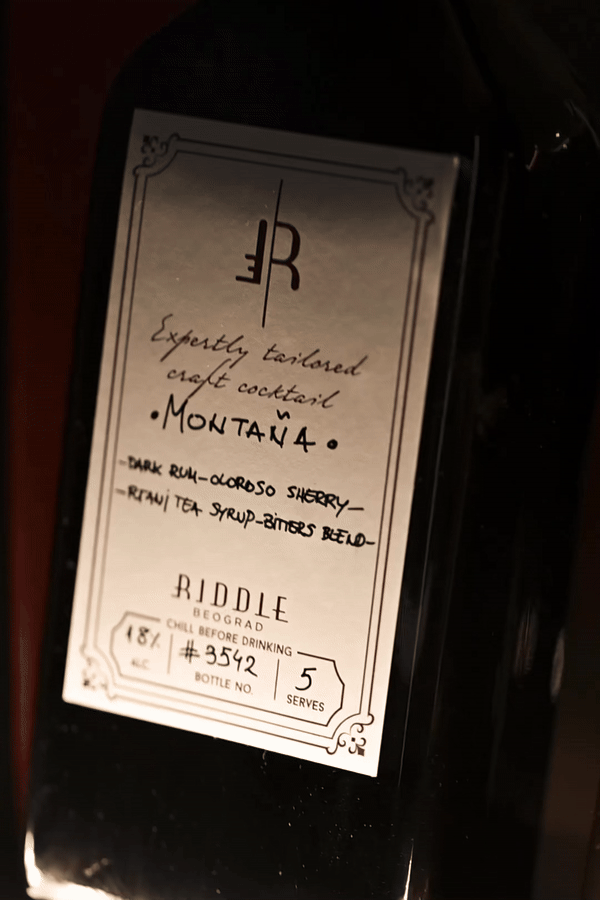 R
Expertly tailored
craft cocktail
• MONTAÑA •
-DARK RUM-OLOROSO SHERRY-
-RTANJ TEA SYRUP-BITTERS BLEND-
RIDDLE
BEOGRAD
CHILL BEFORE DRINKING
18% #3542 5
ALC. BOTTLE NO. SERVES